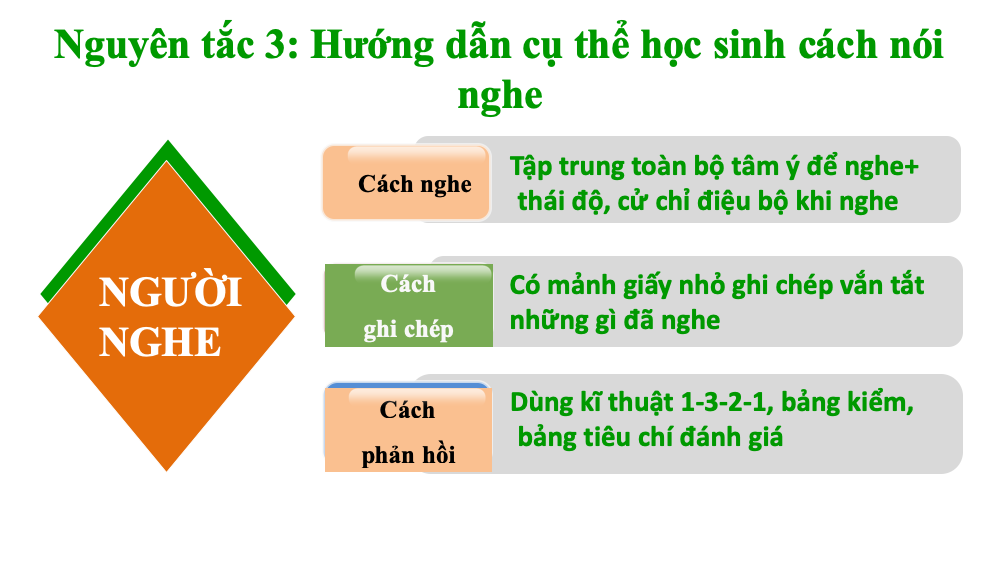 Nguyên tắc 3: Hướng dẫn cụ thể học sinh cách nói
nghe
NGƯỜI
NGHE
Cách nghe
Tập trung toàn bộ tâm ý để nghe+
thái độ, cử chỉ điệu bộ khi nghe
Cách
ghi chép
Có mảnh giấy nhỏ ghi chép vắn tắt
những gì đã nghe
Cách
phản hồi
Dùng kĩ thuật 1-3-2-1, bảng kiểm,
bảng tiêu chí đánh giá